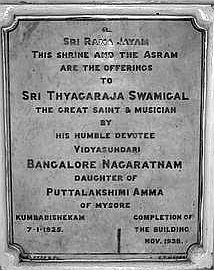 SRI RAMA JAYAM
THIS SHRINE AND THE ASRAM
ARE THE OFFERINGS
TO
SRI THYAGARAJA SWAMIGAL
THE GREAT SAINT & MUSICIAN
BY
HIS HUMBLE DEVOTEE
VIDYASUNDARI
BANGALORE NAGARATNAM
DAUGHTER OF
PUTTALAKSHIMI AMMA
OF MYSORE
KUMBABISHEKAM COMPLETION OF
7-1-1925. THE BUILDING
NOV. 1938.